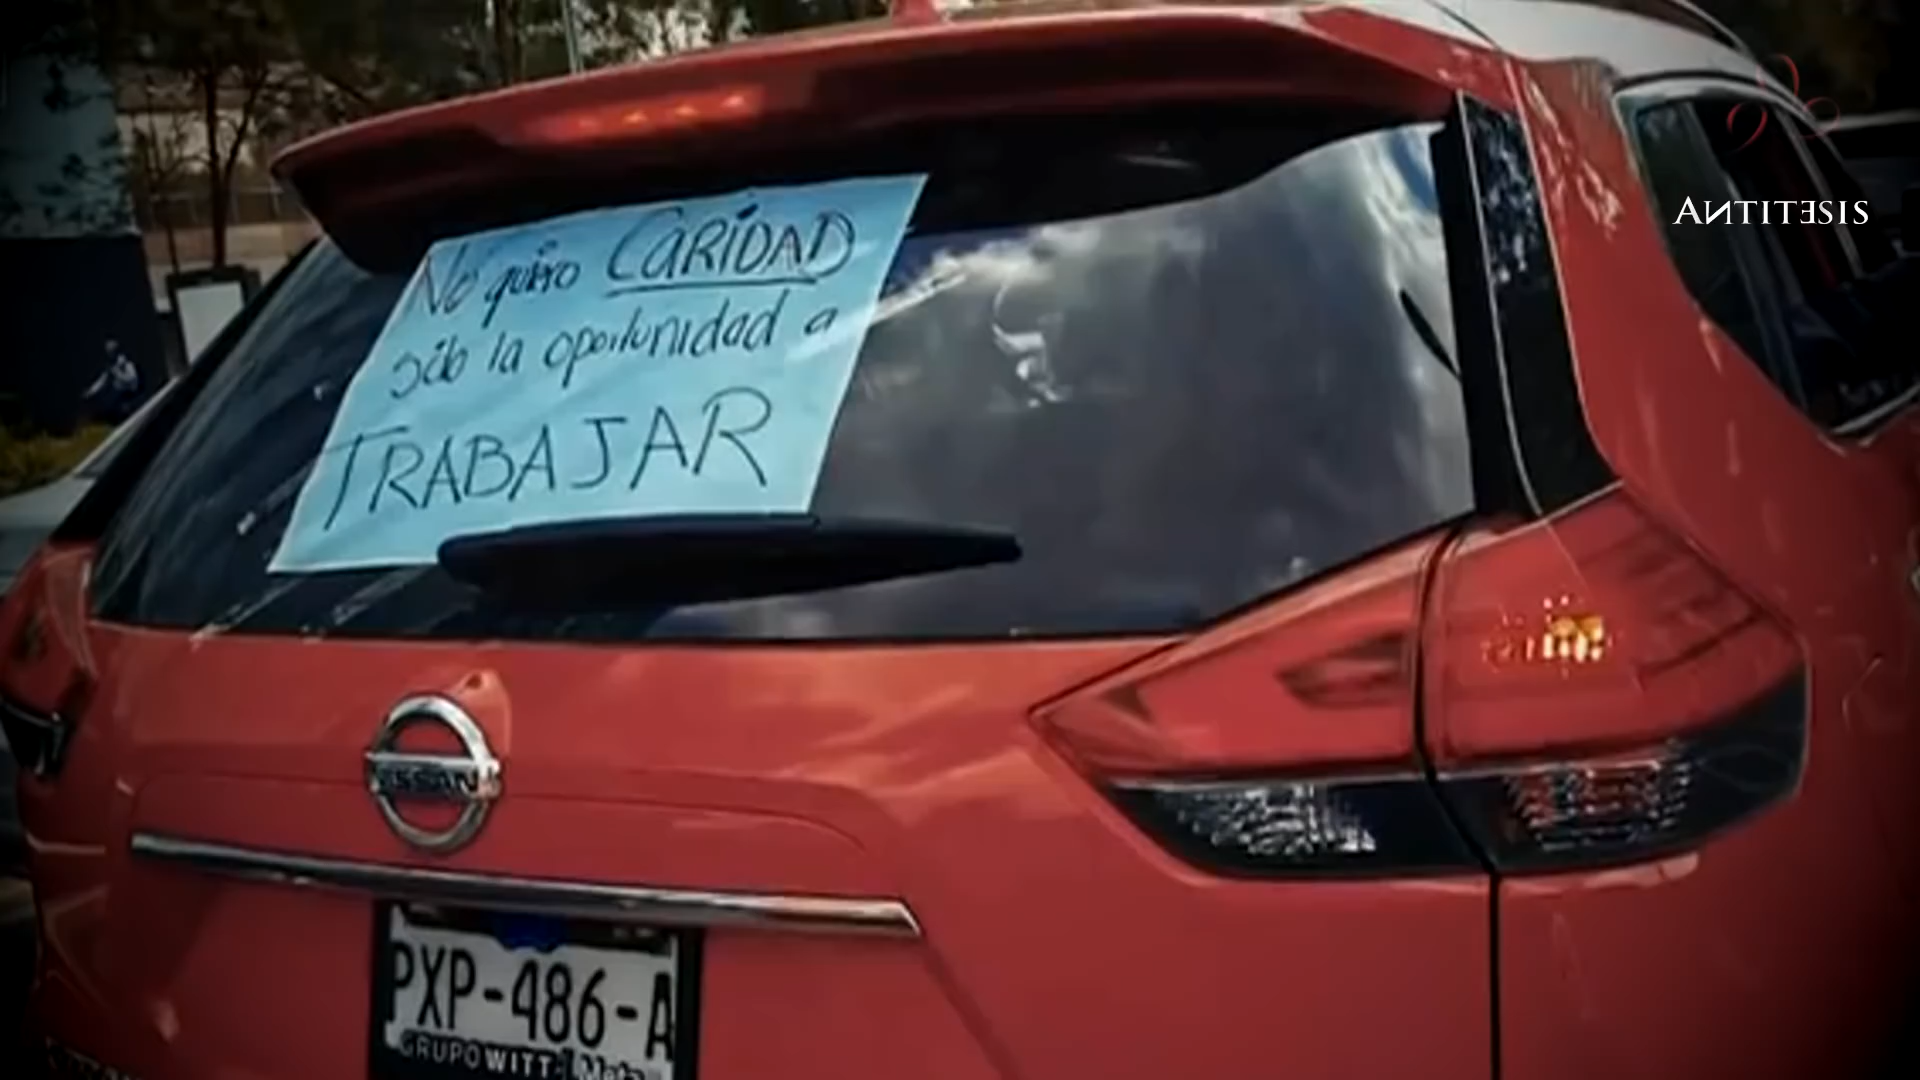 ANTITESIS
No quiero CARIDAD
sólo la oportunidad a
TRABAJAR
NISSAN
PXP-486-A
GRUPO WITT